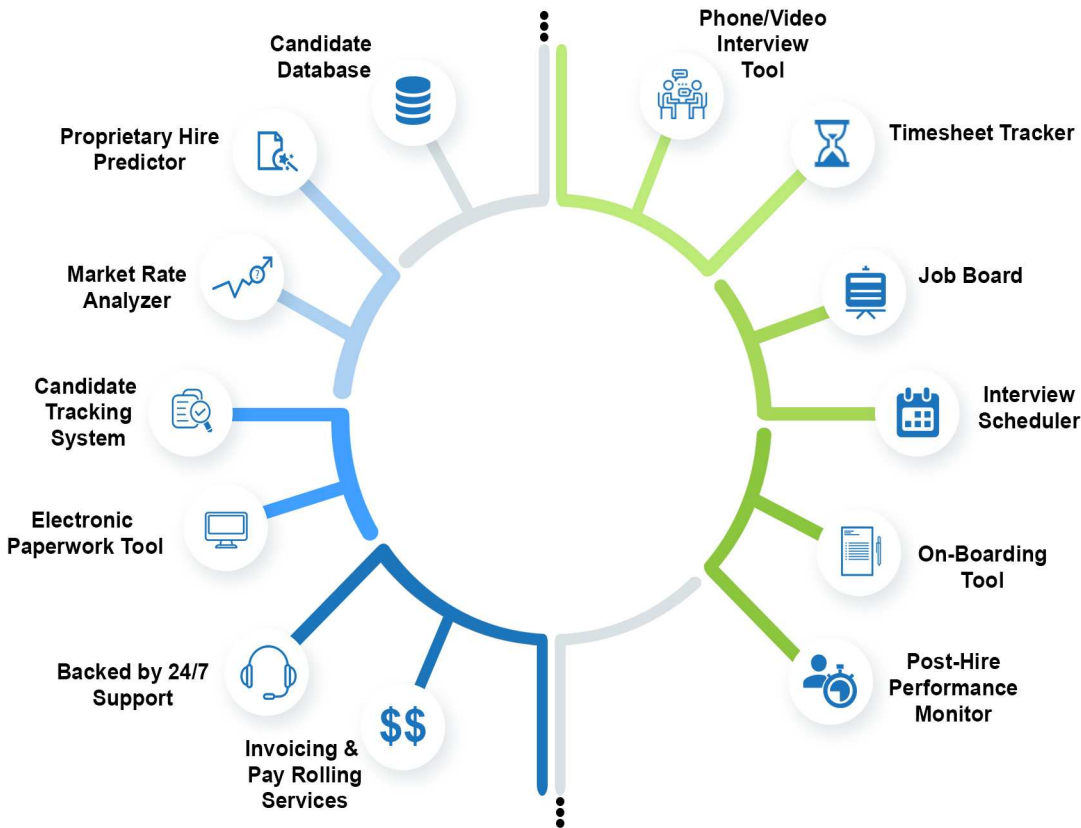 Candidate
Database
Phone/Video
Interview
Tool
Proprietary Hire
Predictor
Timesheet Tracker
Market Rate
Analyzer
?
Job Board
Candidate
Tracking
System
Interview
Scheduler
Electronic
Paperwork Tool
On-Boarding
Tool
Backed by 24/7
Support
Post-Hire
Performance
Monitor
$$
Invoicing &
Pay Rolling
Services